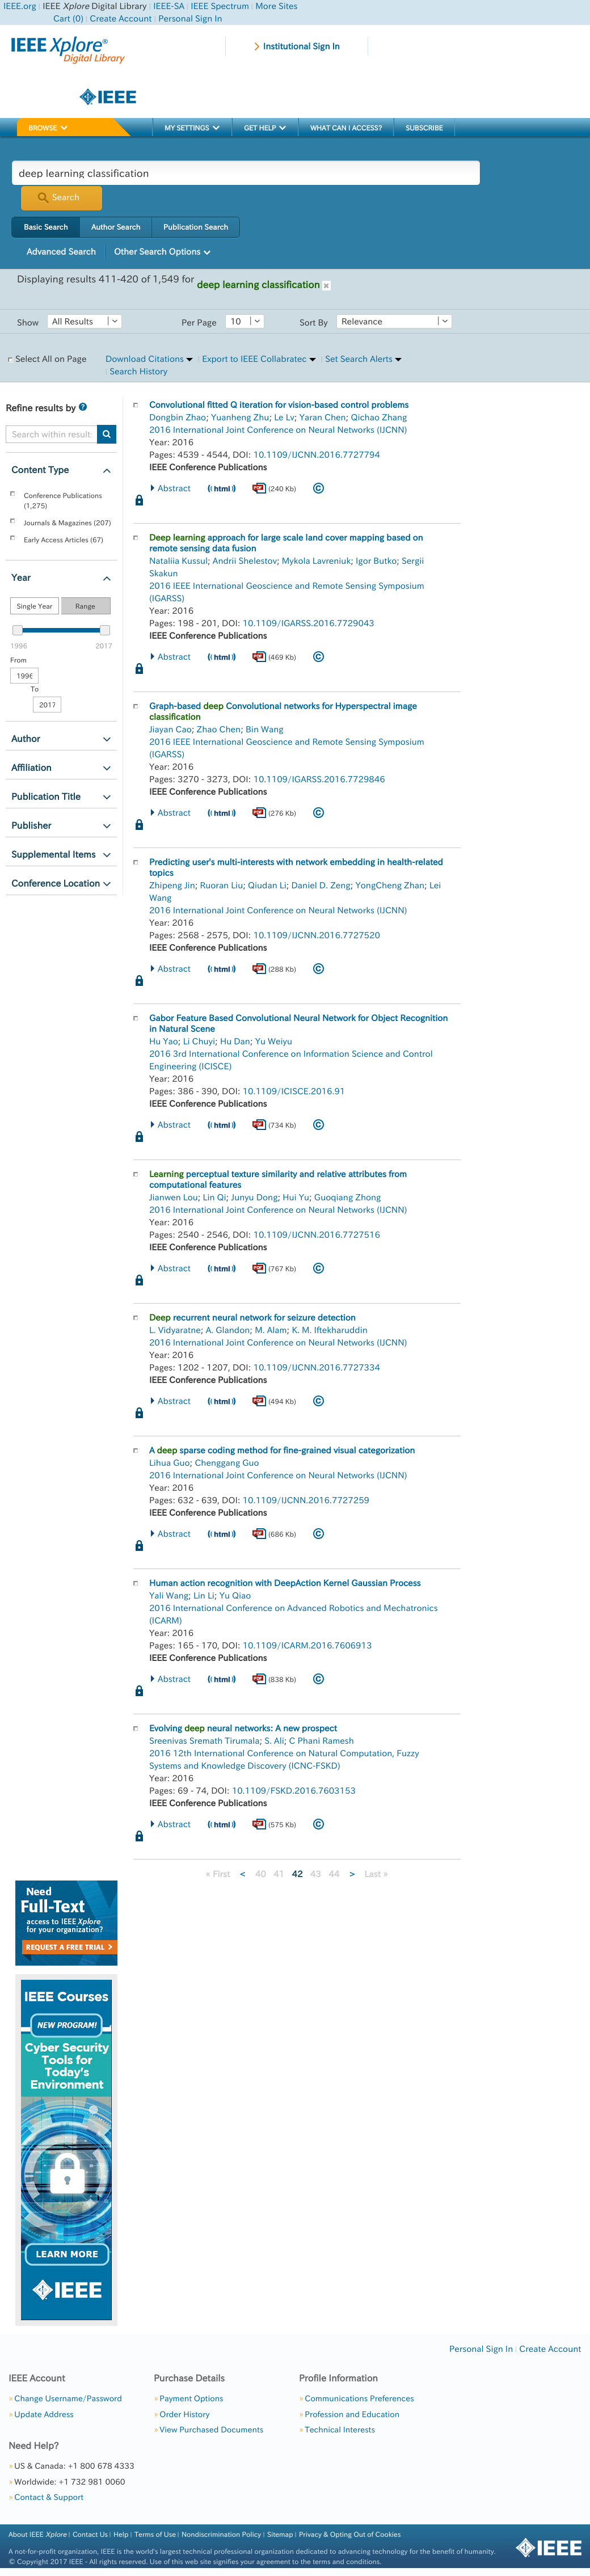 IEEE.org | IEEE Xplore Digital Library | IEEE-SA | IEEE Spectrum | More Sites
Cart (0) | Create Account | Personal Sign In
IEEE Xplore®
Digital Library
Institutional Sign In
IEEE
BROWSE
MY SETTINGS
GET HELP
WHAT CAN I ACCESS?
SUBSCRIBE
deep learning classification
Search
Basic Search
Author Search
Publication Search
Advanced Search
Other Search Options
Displaying results 411-420 of 1,549 for deep learning classification ×
Show All Results
Per Page 10
Sort By Relevance
Select All on Page
Download Citations | Export to IEEE Collabratec | Set Search Alerts
| Search History
Refine results by ?
Search within results
Content Type
Conference Publications
(1,275)
Journals & Magazines (207)
Early Access Articles (67)
Year
Single Year
Range
1996
2017
From
1996
To
2017
Author
Affiliation
Publication Title
Publisher
Supplemental Items
Conference Location
Convolutional fitted Q iteration for vision-based control problems
Dongbin Zhao; Yuanheng Zhu; Le Lv; Yaran Chen; Qichao Zhang
2016 International Joint Conference on Neural Networks (IJCNN)
Year: 2016
Pages: 4539 - 4544, DOI: 10.1109/IJCNN.2016.7727794
IEEE Conference Publications
Abstract ((html)) PDF (240 Kb) ©
Deep learning approach for large scale land cover mapping based on
remote sensing data fusion
Nataliia Kussul; Andrii Shelestov; Mykola Lavreniuk; Igor Butko; Sergii
Skakun
2016 IEEE International Geoscience and Remote Sensing Symposium
(IGARSS)
Year: 2016
Pages: 198 - 201, DOI: 10.1109/IGARSS.2016.7729043
IEEE Conference Publications
Abstract ((html)) PDF (469 Kb) ©
Graph-based deep Convolutional networks for Hyperspectral image
classification
Jiayan Cao; Zhao Chen; Bin Wang
2016 IEEE International Geoscience and Remote Sensing Symposium
(IGARSS)
Year: 2016
Pages: 3270 - 3273, DOI: 10.1109/IGARSS.2016.7729846
IEEE Conference Publications
Abstract ((html)) PDF (276 Kb) ©
Predicting user's multi-interests with network embedding in health-related
topics
Zhipeng Jin; Ruoran Liu; Qiudan Li; Daniel D. Zeng; YongCheng Zhan; Lei
Wang
2016 International Joint Conference on Neural Networks (IJCNN)
Year: 2016
Pages: 2568 - 2575, DOI: 10.1109/IJCNN.2016.7727520
IEEE Conference Publications
Abstract ((html)) PDF (288 Kb) ©
Gabor Feature Based Convolutional Neural Network for Object Recognition
in Natural Scene
Hu Yao; Li Chuyi; Hu Dan; Yu Weiyu
2016 3rd International Conference on Information Science and Control
Engineering (ICISCE)
Year: 2016
Pages: 386 - 390, DOI: 10.1109/ICISCE.2016.91
IEEE Conference Publications
Abstract ((html)) PDF (734 Kb) ©
Learning perceptual texture similarity and relative attributes from
computational features
Jianwen Lou; Lin Qi; Junyu Dong; Hui Yu; Guoqiang Zhong
2016 International Joint Conference on Neural Networks (IJCNN)
Year: 2016
Pages: 2540 - 2546, DOI: 10.1109/IJCNN.2016.7727516
IEEE Conference Publications
Abstract ((html)) PDF (767 Kb) ©
Deep recurrent neural network for seizure detection
L. Vidyaratne; A. Glandon; M. Alam; K. M. Iftekharuddin
2016 International Joint Conference on Neural Networks (IJCNN)
Year: 2016
Pages: 1202 - 1207, DOI: 10.1109/IJCNN.2016.7727334
IEEE Conference Publications
Abstract ((html)) PDF (494 Kb) ©
A deep sparse coding method for fine-grained visual categorization
Lihua Guo; Chenggang Guo
2016 International Joint Conference on Neural Networks (IJCNN)
Year: 2016
Pages: 632 - 639, DOI: 10.1109/IJCNN.2016.7727259
IEEE Conference Publications
Abstract ((html)) PDF (686 Kb) ©
Human action recognition with DeepAction Kernel Gaussian Process
Yali Wang; Lin Li; Yu Qiao
2016 International Conference on Advanced Robotics and Mechatronics
(ICARM)
Year: 2016
Pages: 165 - 170, DOI: 10.1109/ICARM.2016.7606913
IEEE Conference Publications
Abstract ((html)) PDF (838 Kb) ©
Evolving deep neural networks: A new prospect
Sreenivas Sremath Tirumala; S. Ali; C Phani Ramesh
2016 12th International Conference on Natural Computation, Fuzzy
Systems and Knowledge Discovery (ICNC-FSKD)
Year: 2016
Pages: 69 - 74, DOI: 10.1109/FSKD.2016.7603153
IEEE Conference Publications
Abstract ((html)) PDF (575 Kb) ©
« First < 40 41 42 43 44 > Last »
Need
Full-Text
access to IEEE Xplore
for your organization?
REQUEST A FREE TRIAL >
IEEE Courses
NEW PROGRAM!
Cyber Security
Tools for
Today's
Environment
LEARN MORE
IEEE
Personal Sign In | Create Account
IEEE Account
» Change Username/Password
» Update Address
Purchase Details
» Payment Options
» Order History
» View Purchased Documents
Profile Information
» Communications Preferences
» Profession and Education
» Technical Interests
Need Help?
» US & Canada: +1 800 678 4333
» Worldwide: +1 732 981 0060
» Contact & Support
About IEEE Xplore | Contact Us | Help | Terms of Use | Nondiscrimination Policy | Sitemap | Privacy & Opting Out of Cookies
A not-for-profit organization, IEEE is the world's largest technical professional organization dedicated to advancing technology for the benefit of humanity.
© Copyright 2017 IEEE - All rights reserved. Use of this web site signifies your agreement to the terms and conditions.
IEEE